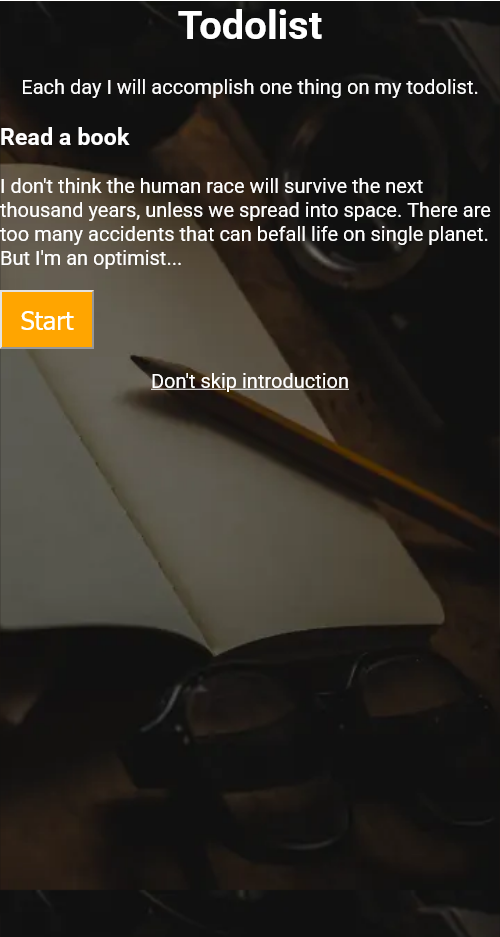 Todolist
Each day I will accomplish one thing on my todolist.
Read a book
I don't think the human race will survive the next
thousand years, unless we spread into space. There are
too many accidents that can befall life on single planet.
But I'm an optimist...
Start
Don't skip introduction